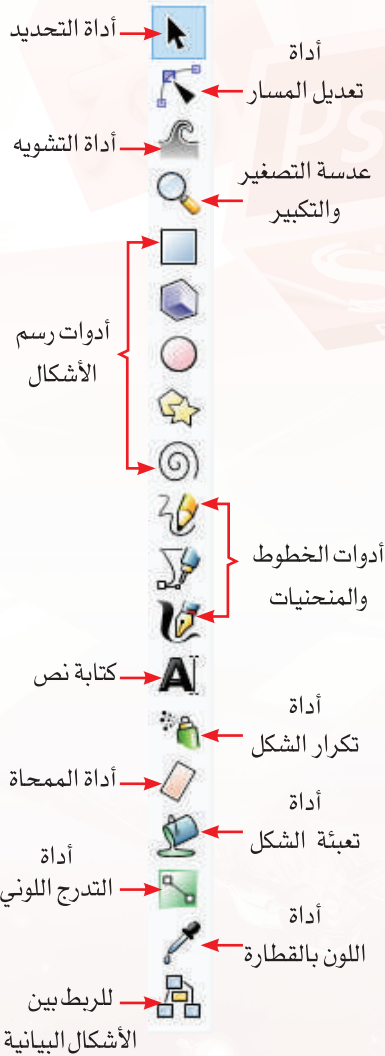 أداة التحديد
أداة
تعديل المسار
أداة التشويه
عدسة التصغير
والتكبير
أدوات رسم
الأشكال
أدوات الخطوط
والمنحنيات
كتابة نص
أداة
تكرار الشكل
أداة الممحاة
أداة
تعبئة الشكل
أداة
التدرج اللوني
أداة
اللون بالقطارة
للربط بين
الأشكال البيانية